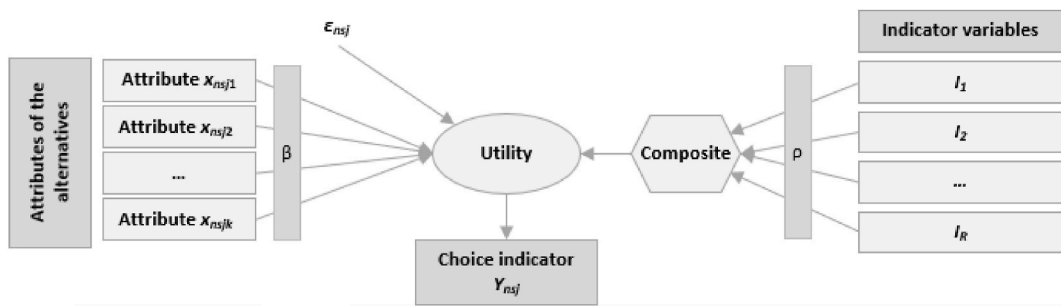 Attributes of the
alternatives
Attribute x_nsj1
Attribute x_nsj2
...
Attribute x_nsjk
β
ε_nsj
Utility
Choice indicator
Y_nsj
Composite
ρ
Indicator variables
I_1
I_2
...
I_R